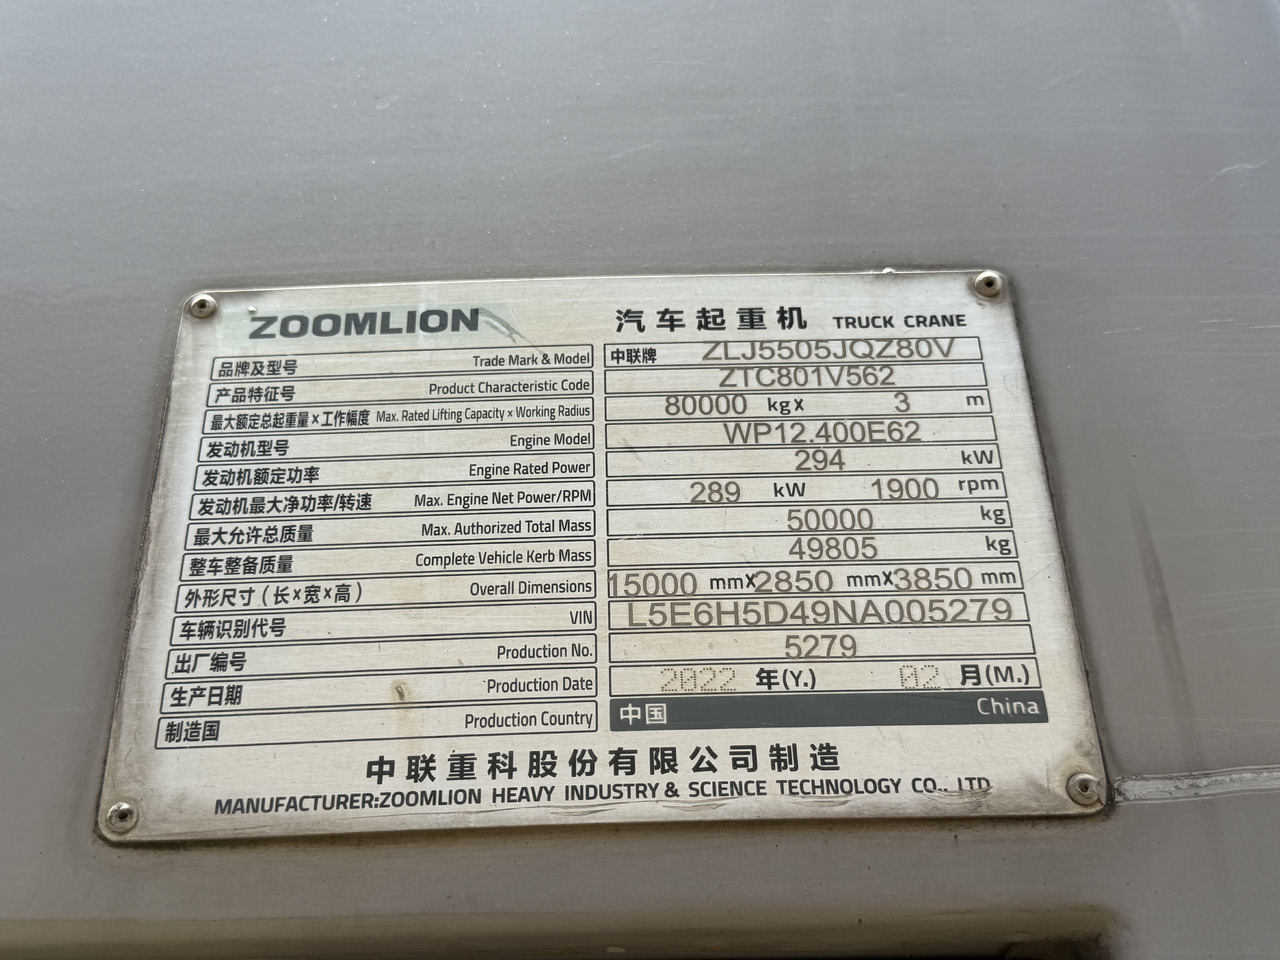 ZOOMLION 汽车起重机 TRUCK CRANE
品牌及型号 Trade Mark & Model 中联牌 ZLJ5505JQZ80V
产品特征号 Product Characteristic Code ZTC801V562
最大额定总起重量×工作幅度 Max. Rated Lifting Capacity × Working Radius 80000 kg× 3 m
发动机型号 Engine Model WP12.400E62
发动机额定功率 Engine Rated Power 294 kW
发动机最大净功率/转速 Max. Engine Net Power/RPM 289 kW 1900 rpm
最大允许总质量 Max. Authorized Total Mass 50000 kg
整车整备质量 Complete Vehicle Kerb Mass 49805 kg
外形尺寸(长×宽×高) Overall Dimensions 15000 mm×2850 mm×3850 mm
车辆识别代号 VIN L5E6H5D49NA005279
出厂编号 Production No. 5279
生产日期 Production Date 2022 年(Y.) 02 月(M.)
制造国 Production Country 中国 China
中联重科股份有限公司制造
MANUFACTURER:ZOOMLION HEAVY INDUSTRY & SCIENCE TECHNOLOGY CO., LTD